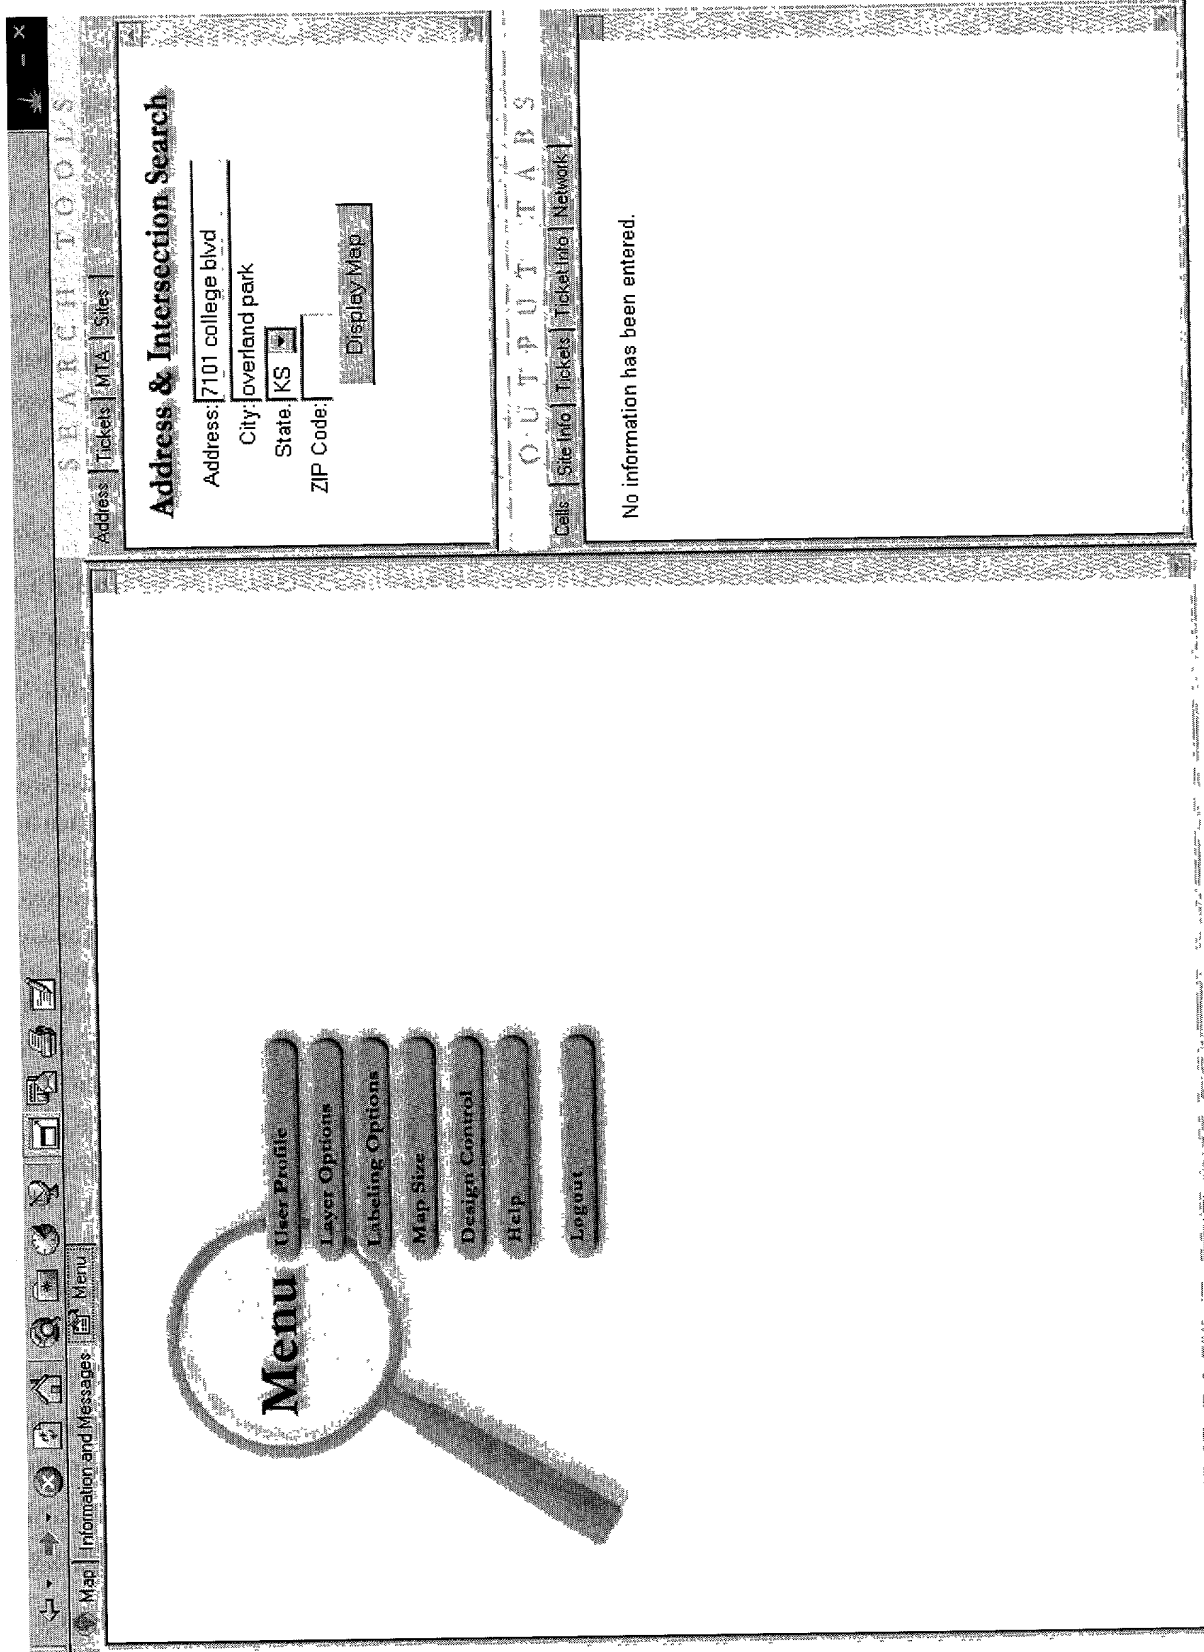 Map Information and Messages Menu
Menu
User Profile
Layer Options
Labeling Options
Map Size
Design Control
Help
Logout
SEARCH TOOLS
Address Tickets MTA Sites
Address & Intersection Search
Address: 7101 college blvd
City: overland park
State: KS
ZIP Code:
Display Map
OUTPUT TABS
Cells Site Info Tickets Ticket Info Network
No information has been entered.